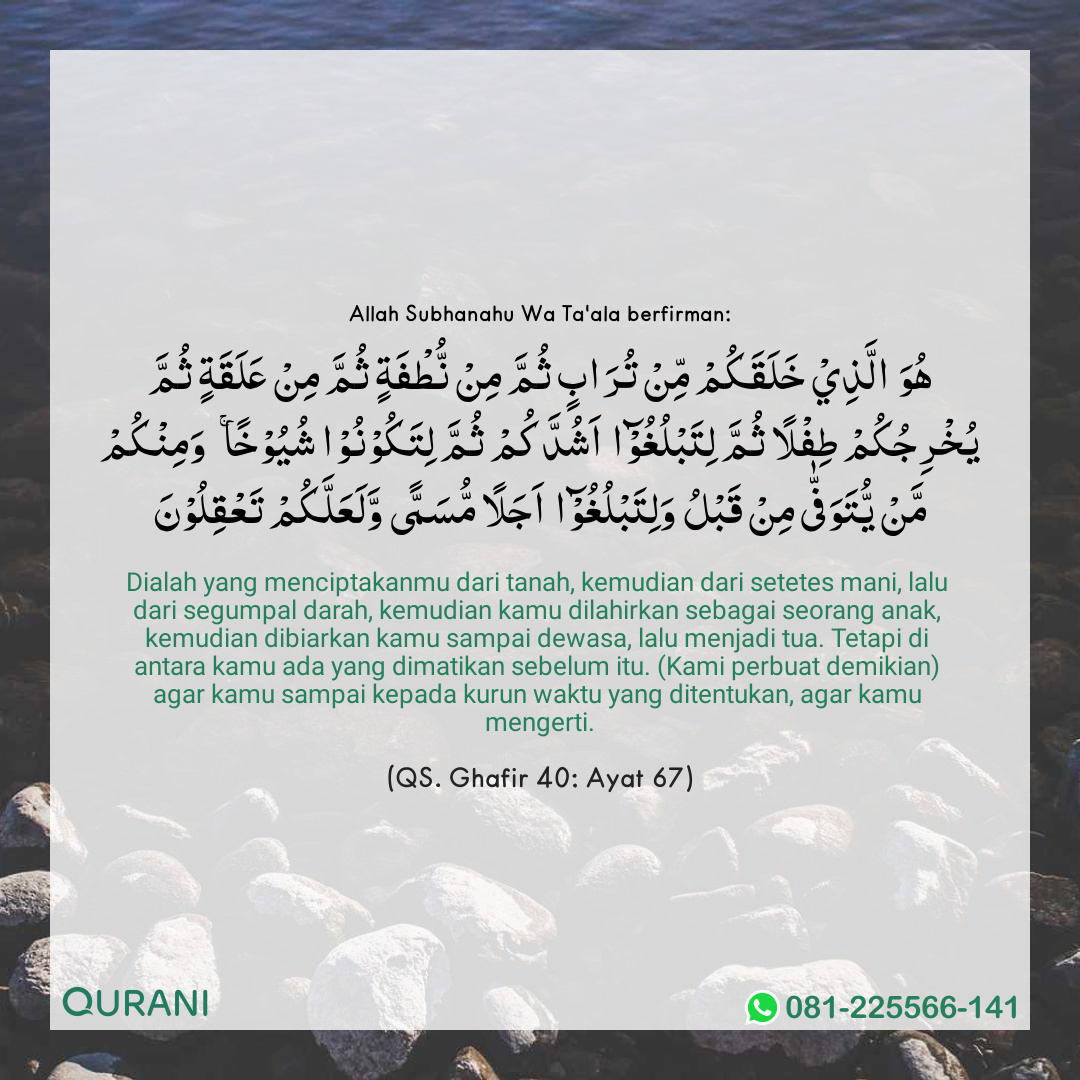 Allah Subhanahu Wa Ta'ala berfirman:
هُوَ الَّذِيْ خَلَقَكُمْ مِّنْ تُرَابٍ ثُمَّ مِنْ نُّطْفَةٍ ثُمَّ مِنْ عَلَقَةٍ ثُمَّ
يُخْرِجُكُمْ طِفْلًا ثُمَّ لِتَبْلُغُوْٓا اَشُدَّكُمْ ثُمَّ لِتَكُوْنُوْا شُيُوْخًاۚ وَمِنْكُمْ
مَّنْ يُّتَوَفّٰى مِنْ قَبْلُ وَلِتَبْلُغُوْٓا اَجَلًا مُّسَمًّى وَّلَعَلَّكُمْ تَعْقِلُوْنَ
Dialah yang menciptakanmu dari tanah, kemudian dari setetes mani, lalu
dari segumpal darah, kemudian kamu dilahirkan sebagai seorang anak,
kemudian dibiarkan kamu sampai dewasa, lalu menjadi tua. Tetapi di
antara kamu ada yang dimatikan sebelum itu. (Kami perbuat demikian)
agar kamu sampai kepada kurun waktu yang ditentukan, agar kamu
mengerti.
(QS. Ghafir 40: Ayat 67)
QURANI
081-225566-141